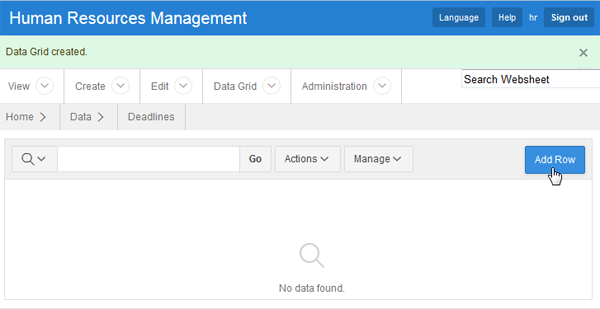 Human Resources Management Language Help hr Sign out
Data Grid created.
View Create Edit Data Grid Administration Search Websheet
Home Data Deadlines
Go Actions Manage Add Row
No data found.